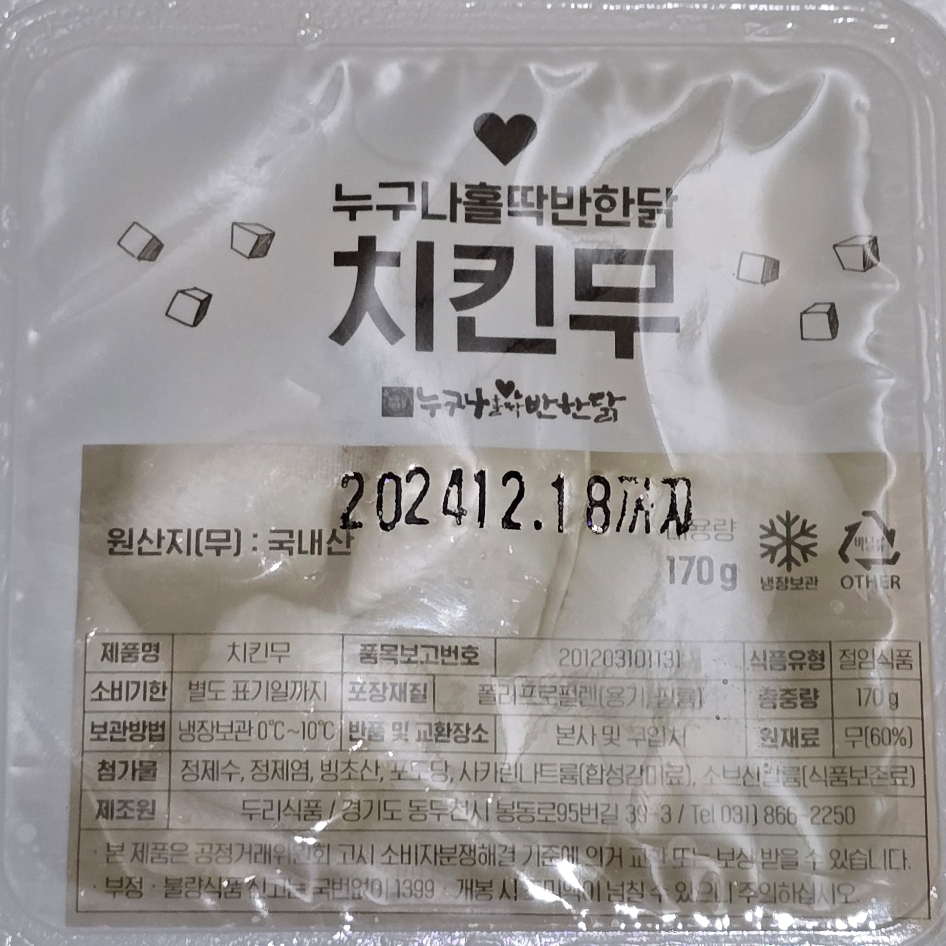 누구나홀딱반한닭
치킨무
누구나홀딱반한닭
2024.12.18까지
원산지(무) : 국내산
용량
170g
냉장보관
OTHER
제품명 치킨무 품목보고번호 식품유형 절임식품
소비기한 별도 표기일까지 포장재질 폴리프로필렌(용기,필름) 총중량 170g
보관방법 냉장보관 0℃~10℃ 반품 및 교환장소 본사 및 구입처 원재료 무(60%)
첨가물 정제수, 정제염, 빙초산, 포도당, 사카린나트륨(합성감미료), 소브산칼륨(식품보존료)
제조원 두리식품 / 경기도 동두천시 봉동로95번길 39-3 / Tel 031] 866-2250
· 본 제품은 공정거래위원회 고시 소비자분쟁해결 기준에 의거 교환 또는 보상 받을 수 있습니다.
· 부정 · 불량식품 신고는 국번없이 1399 · 개봉 시 조미액이 넘칠 수 있으니 주의하십시오.